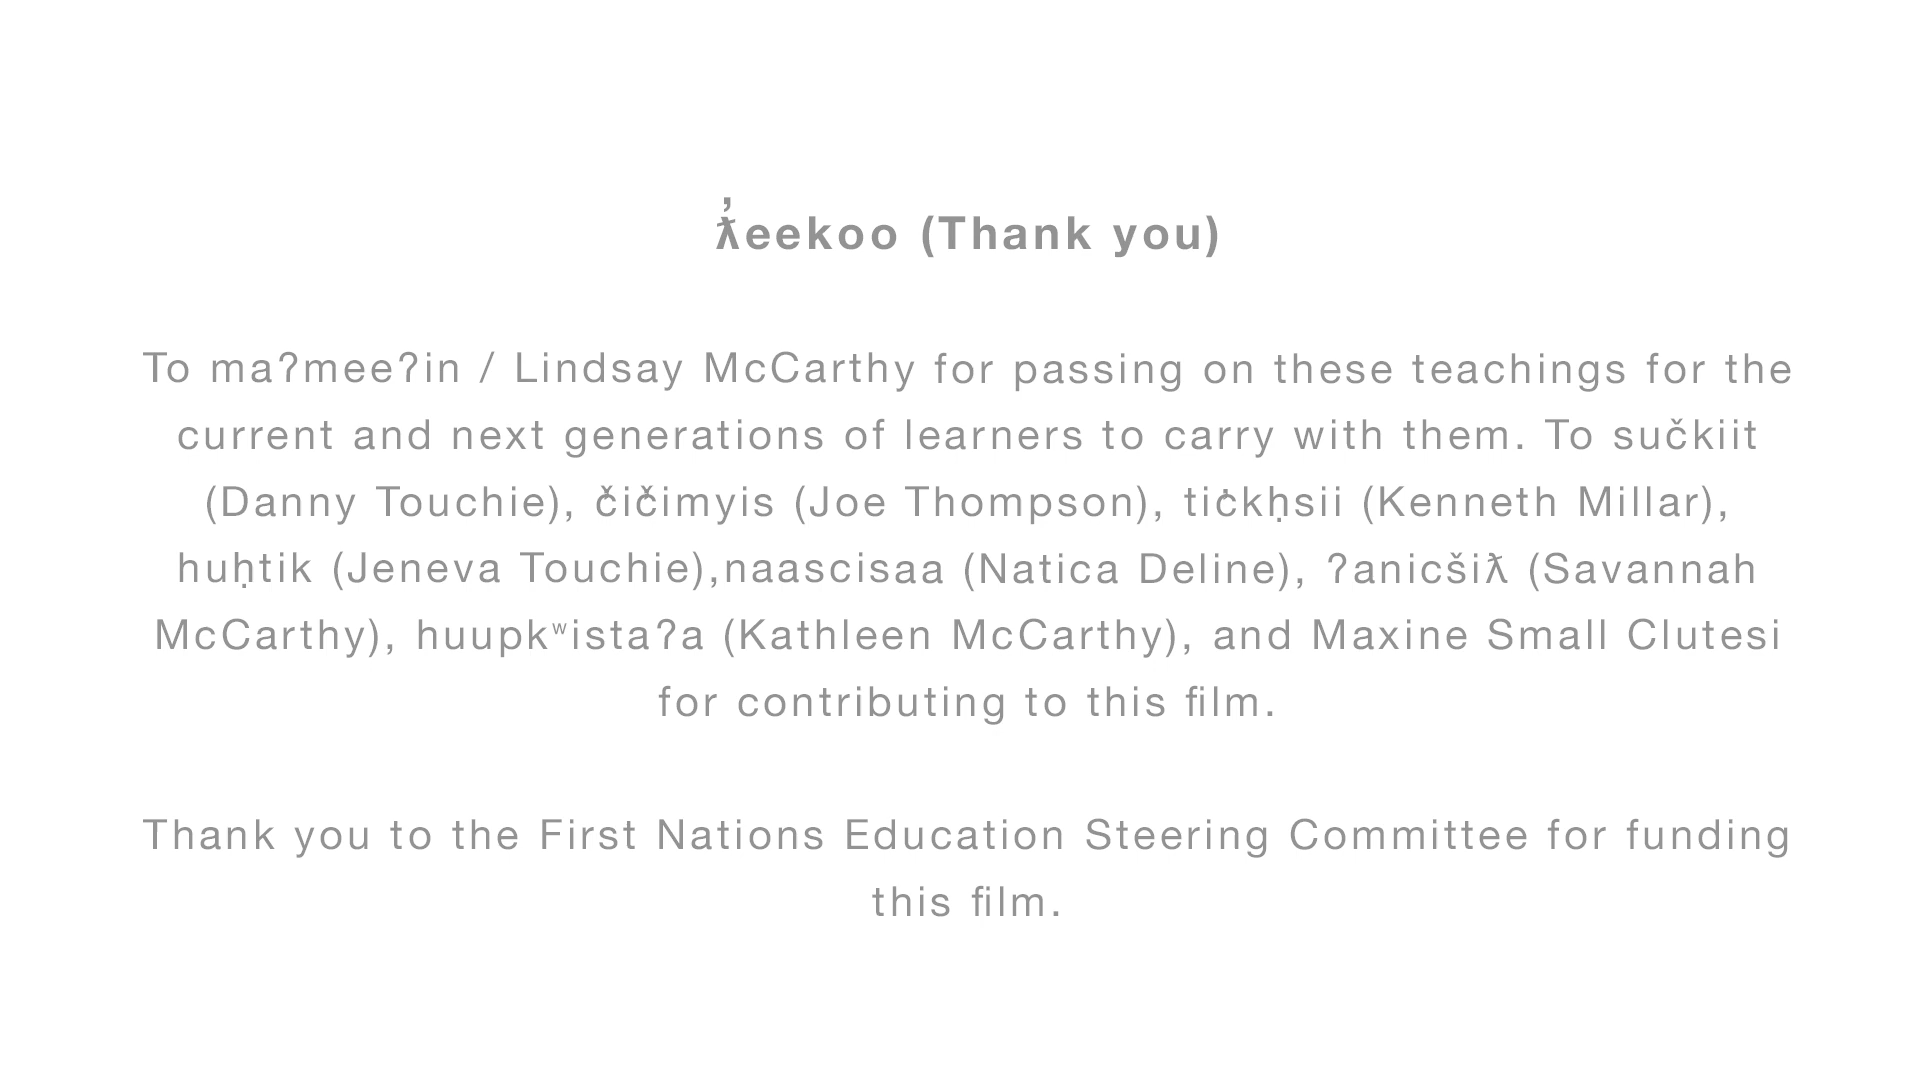 ƛ̓eekoo (Thank you)
To maʔmeeʔin / Lindsay McCarthy for passing on these teachings for the
current and next generations of learners to carry with them. To sučkiit
(Danny Touchie), čičimyis (Joe Thompson), tic̓kḥsii (Kenneth Millar),
huḥtik (Jeneva Touchie),naascisaa (Natica Deline), ʔanicšiƛ (Savannah
McCarthy), huupkʷistaʔa (Kathleen McCarthy), and Maxine Small Clutesi
for contributing to this film.
Thank you to the First Nations Education Steering Committee for funding
this film.